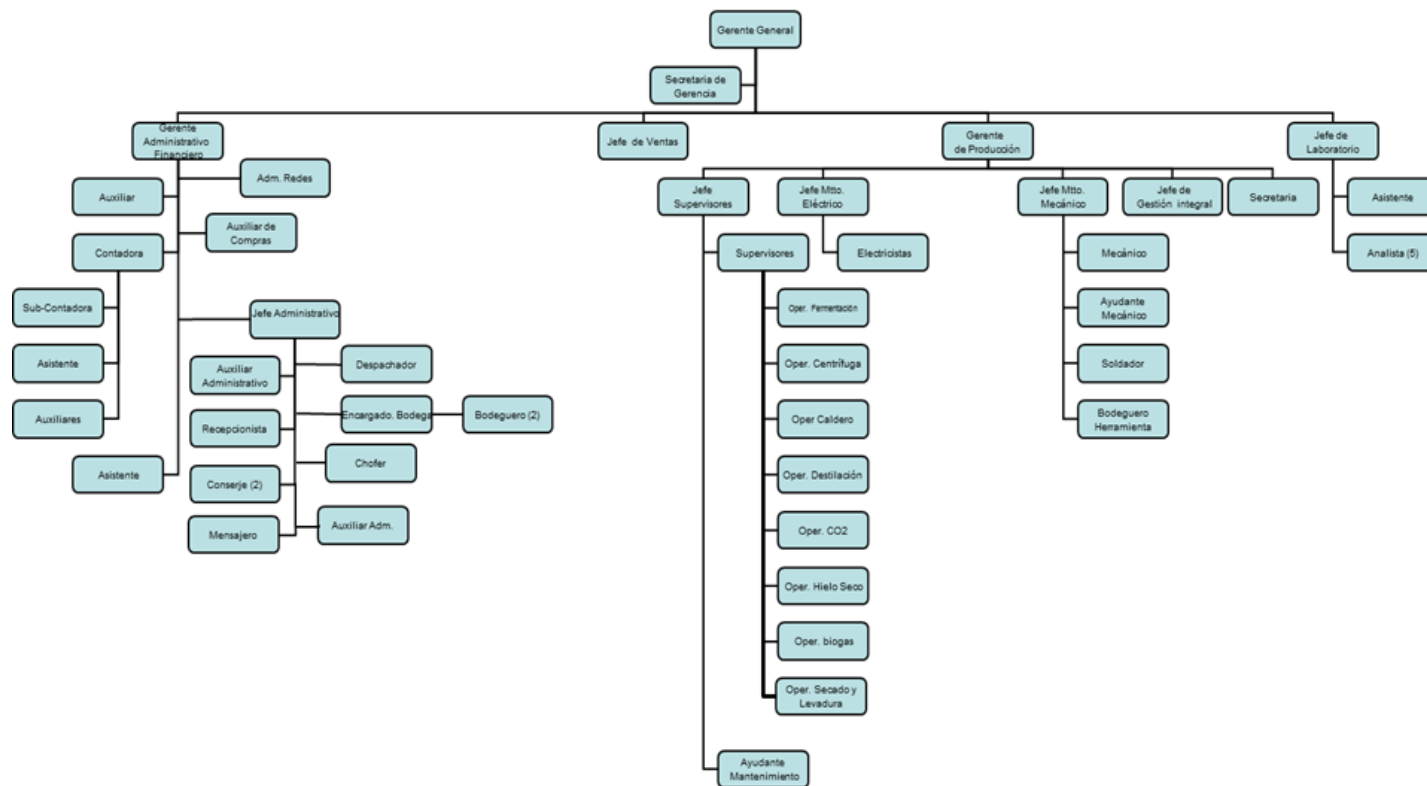 Gerente General
Secretaria de
Gerencia
Gerente
Administrativo
Financiero
Jefe de Ventas
Gerente
de Producción
Jefe de
Laboratorio
Auxiliar
Adm. Redes
Jefe
Supervisores
Jefe Mtto.
Eléctrico
Jefe Mtto.
Mecánico
Jefe de
Gestión integral
Secretaria
Asistente
Auxiliar de
Compras
Contadora
Supervisores
Electricistas
Mecánico
Analista (5)
Sub-Contadora
Jefe Administrativo
Oper. Fermentación
Ayudante
Mecánico
Asistente
Auxiliar
Administrativo
Despachador
Oper. Centrífuga
Soldador
Auxiliares
Recepcionista
Encargado. Bodega
Bodeguero (2)
Oper Caldero
Bodeguero
Herramienta
Asistente
Conserje (2)
Chofer
Oper. Destilación
Mensajero
Auxiliar Adm.
Oper. CO2
Oper. Hielo Seco
Oper. biogas
Oper. Secado y
Levadura
Ayudante
Mantenimiento